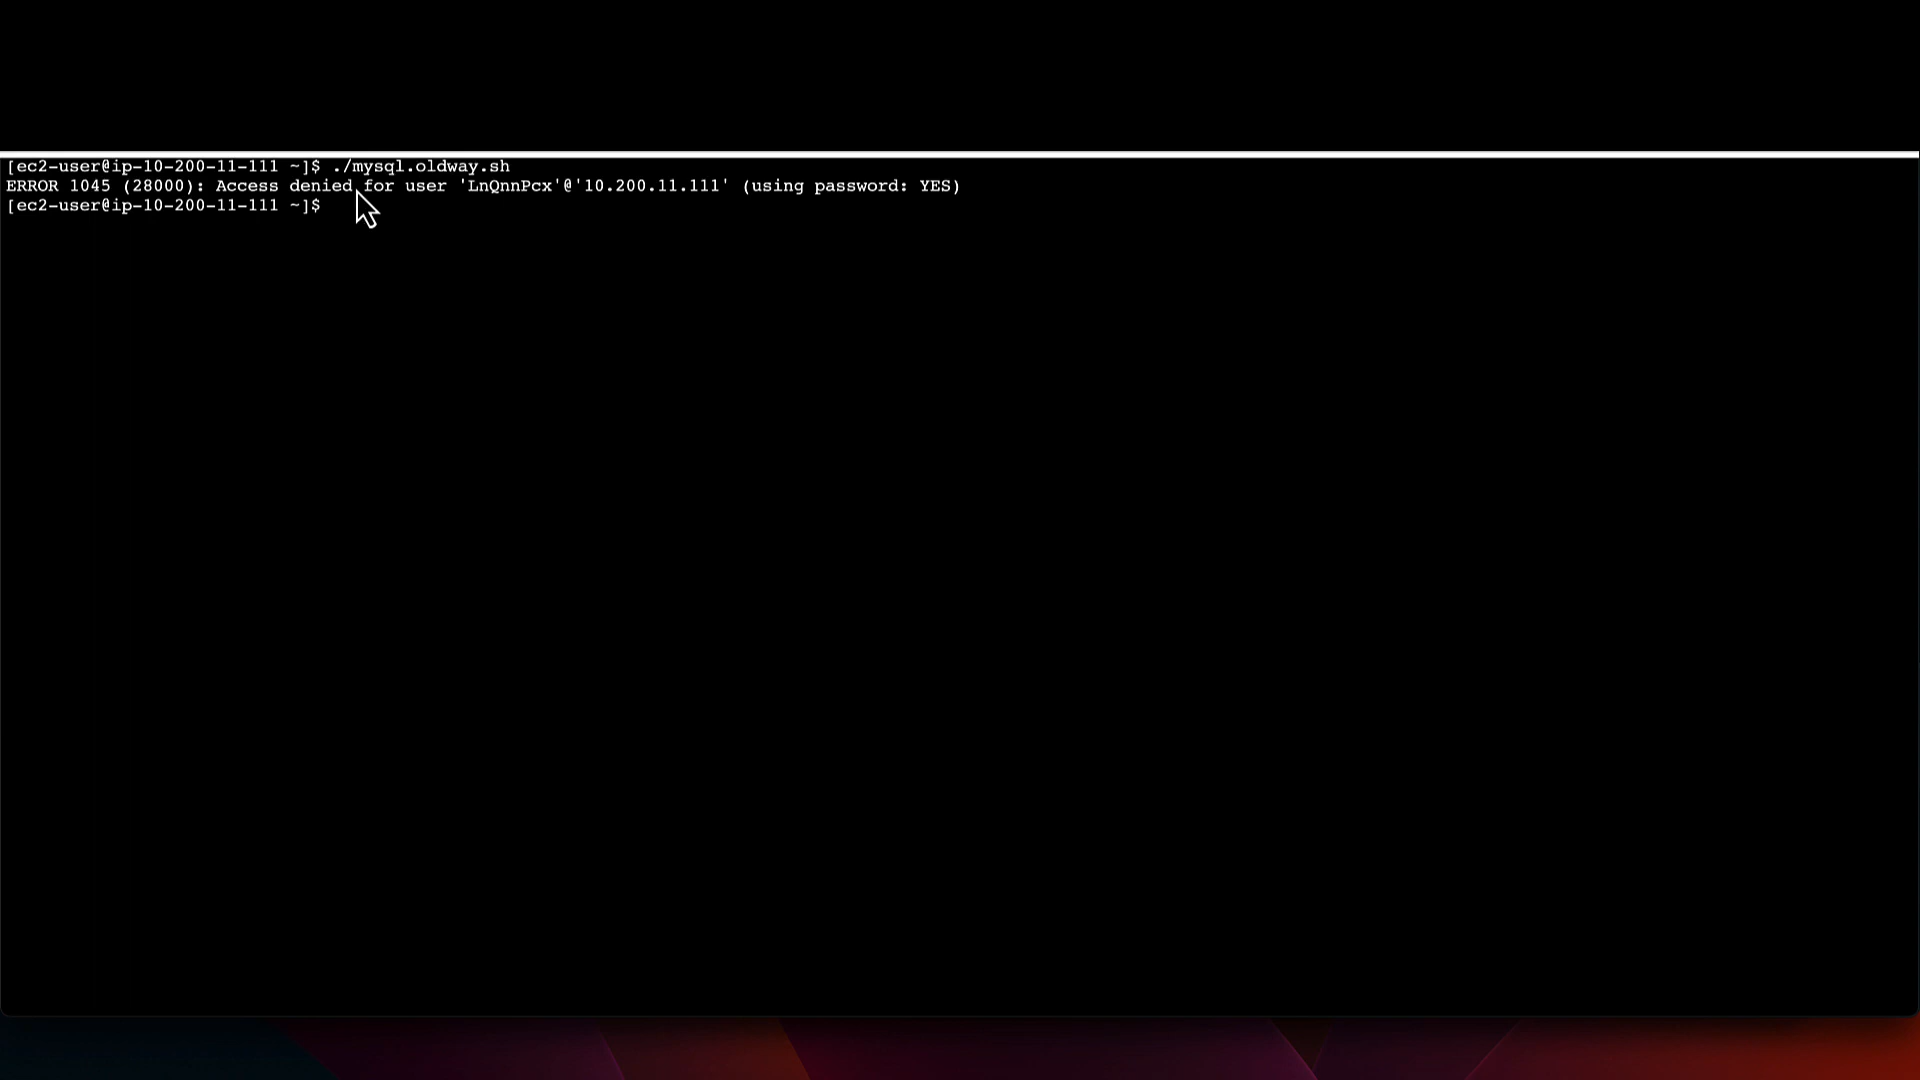 [ec2-user@ip-10-200-11-111 ~]$ ./mysql.oldway.sh
ERROR 1045 (28000): Access denied for user 'LnQnnPcx'@'10.200.11.111' (using password: YES)
[ec2-user@ip-10-200-11-111 ~]$